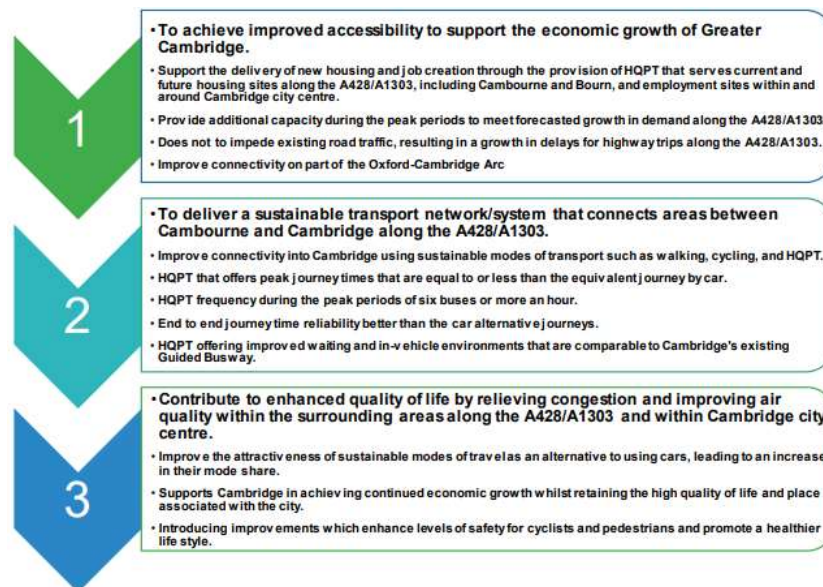 1
• To achieve improved accessibility to support the economic growth of Greater
Cambridge.
• Support the delivery of new housing and job creation through the provision of HQPT that serves current and
future housing sites along the A428/A1303, including Cambourne and Bourn, and employment sites within and
around Cambridge city centre.
• Provide additional capacity during the peak periods to meet forecasted growth in demand along the A428/A1303
• Does not to impede existing road traffic, resulting in a growth in delays for highway trips along the A428/A1303.
• Improve connectivity on part of the Oxford-Cambridge Arc
2
• To deliver a sustainable transport network/system that connects areas between
Cambourne and Cambridge along the A428/A1303.
• Improve connectivity into Cambridge using sustainable modes of transport such as walking, cycling, and HQPT.
• HQPT that offers peak journey times that are equal to or less than the equivalent journey by car.
• HQPT frequency during the peak periods of six buses or more an hour.
• End to end journey time reliability better than the car alternative journeys.
• HQPT offering improved waiting and in-vehicle environments that are comparable to Cambridge's existing
Guided Busway.
3
• Contribute to enhanced quality of life by relieving congestion and improving air
quality within the surrounding areas along the A428/A1303 and within Cambridge city
centre.
• Improve the attractiveness of sustainable modes of travel as an alternative to using cars, leading to an increase
in their mode share.
• Supports Cambridge in achieving continued economic growth whilst retaining the high quality of life and place
associated with the city.
• Introducing improvements which enhance levels of safety for cyclists and pedestrians and promote a healthier
life style.